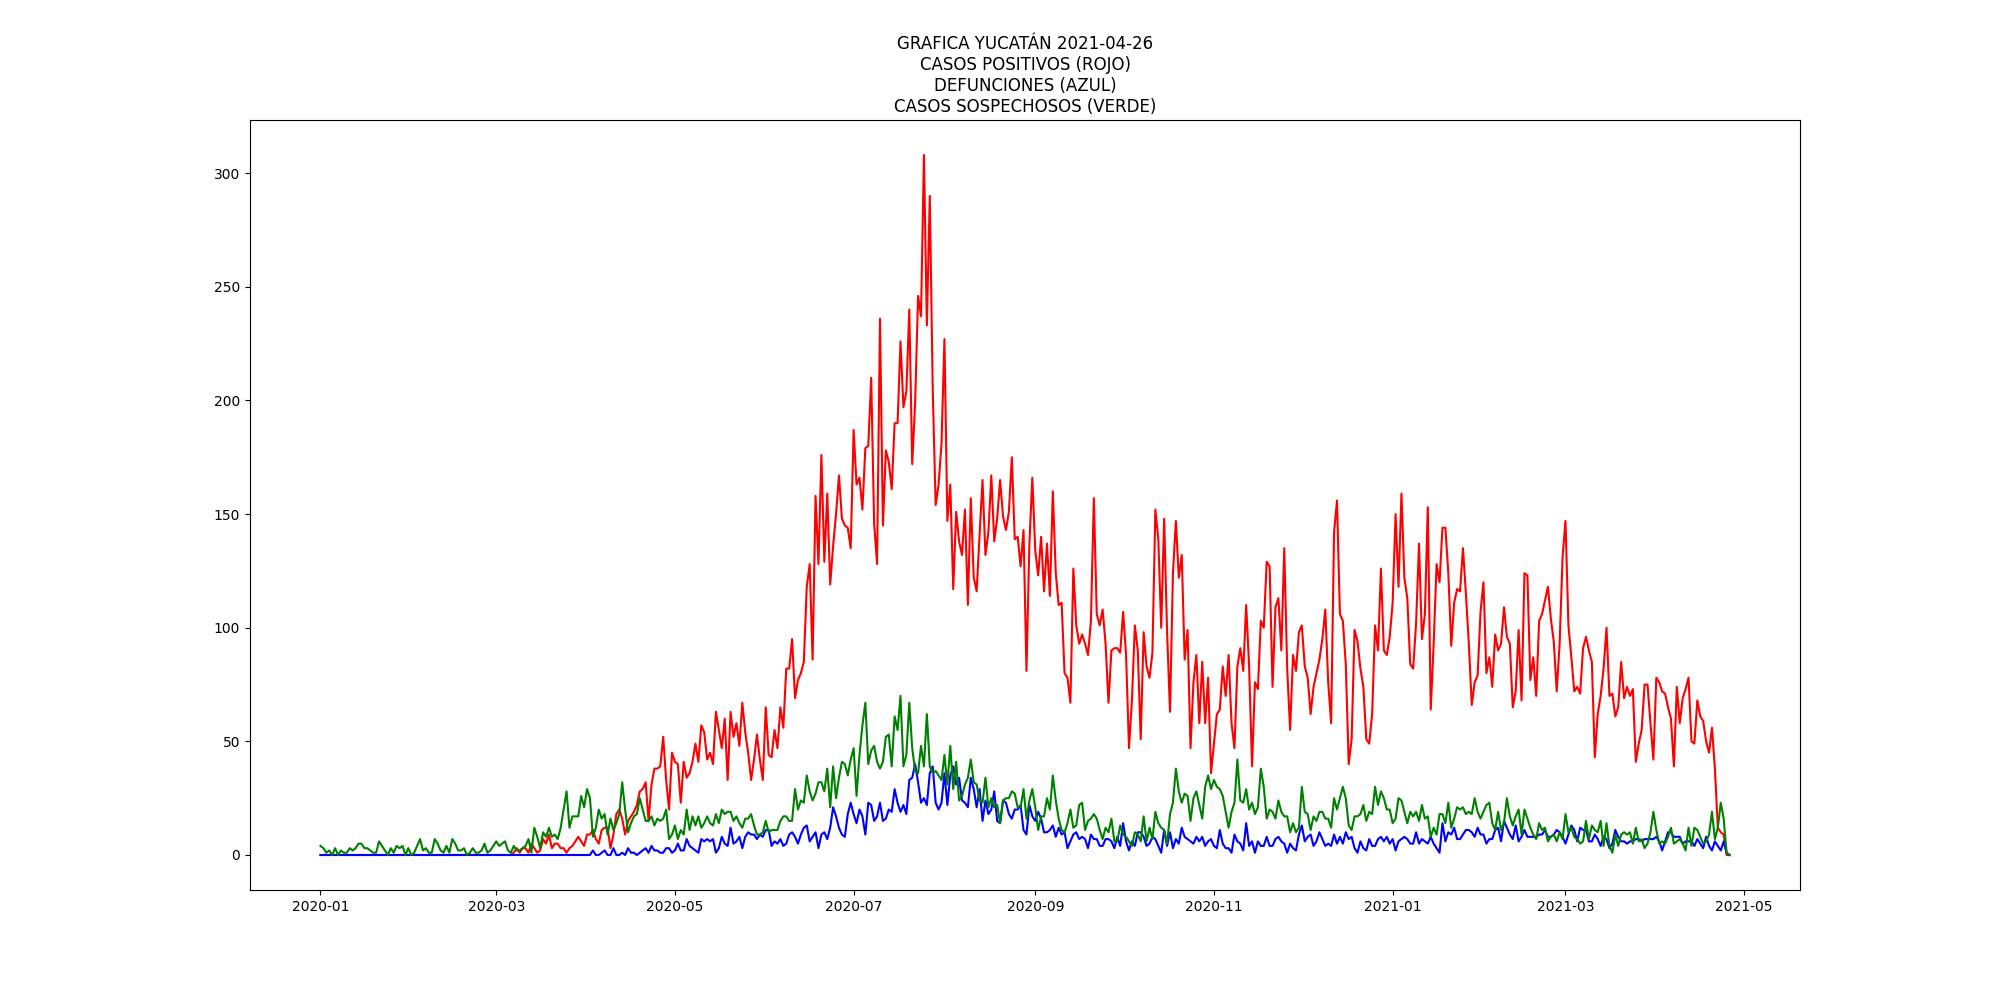 GRAFICA YUCATÁN 2021-04-26
CASOS POSITIVOS (ROJO)
DEFUNCIONES (AZUL)
CASOS SOSPECHOSOS (VERDE)
300
250
200
150
100
50
0
2020-01 2020-03 2020-05 2020-07 2020-09 2020-11 2021-01 2021-03 2021-05